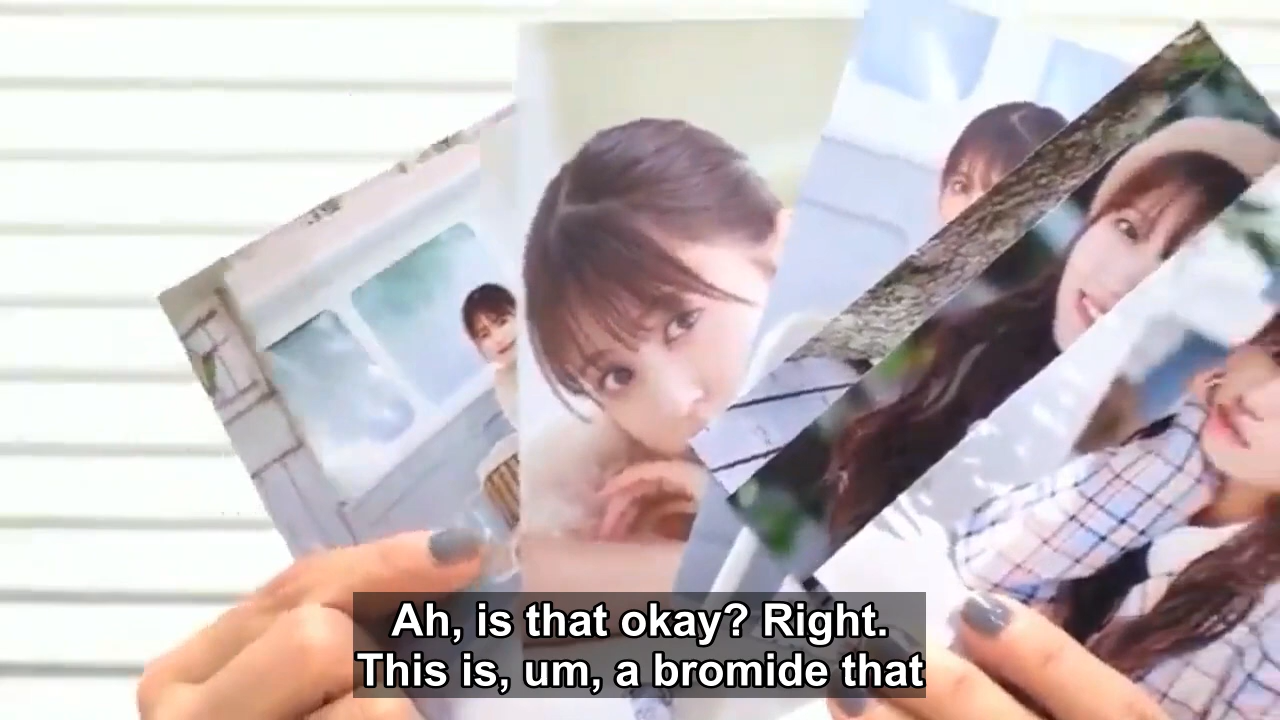 Ah, is that okay? Right.
This is, um, a bromide that